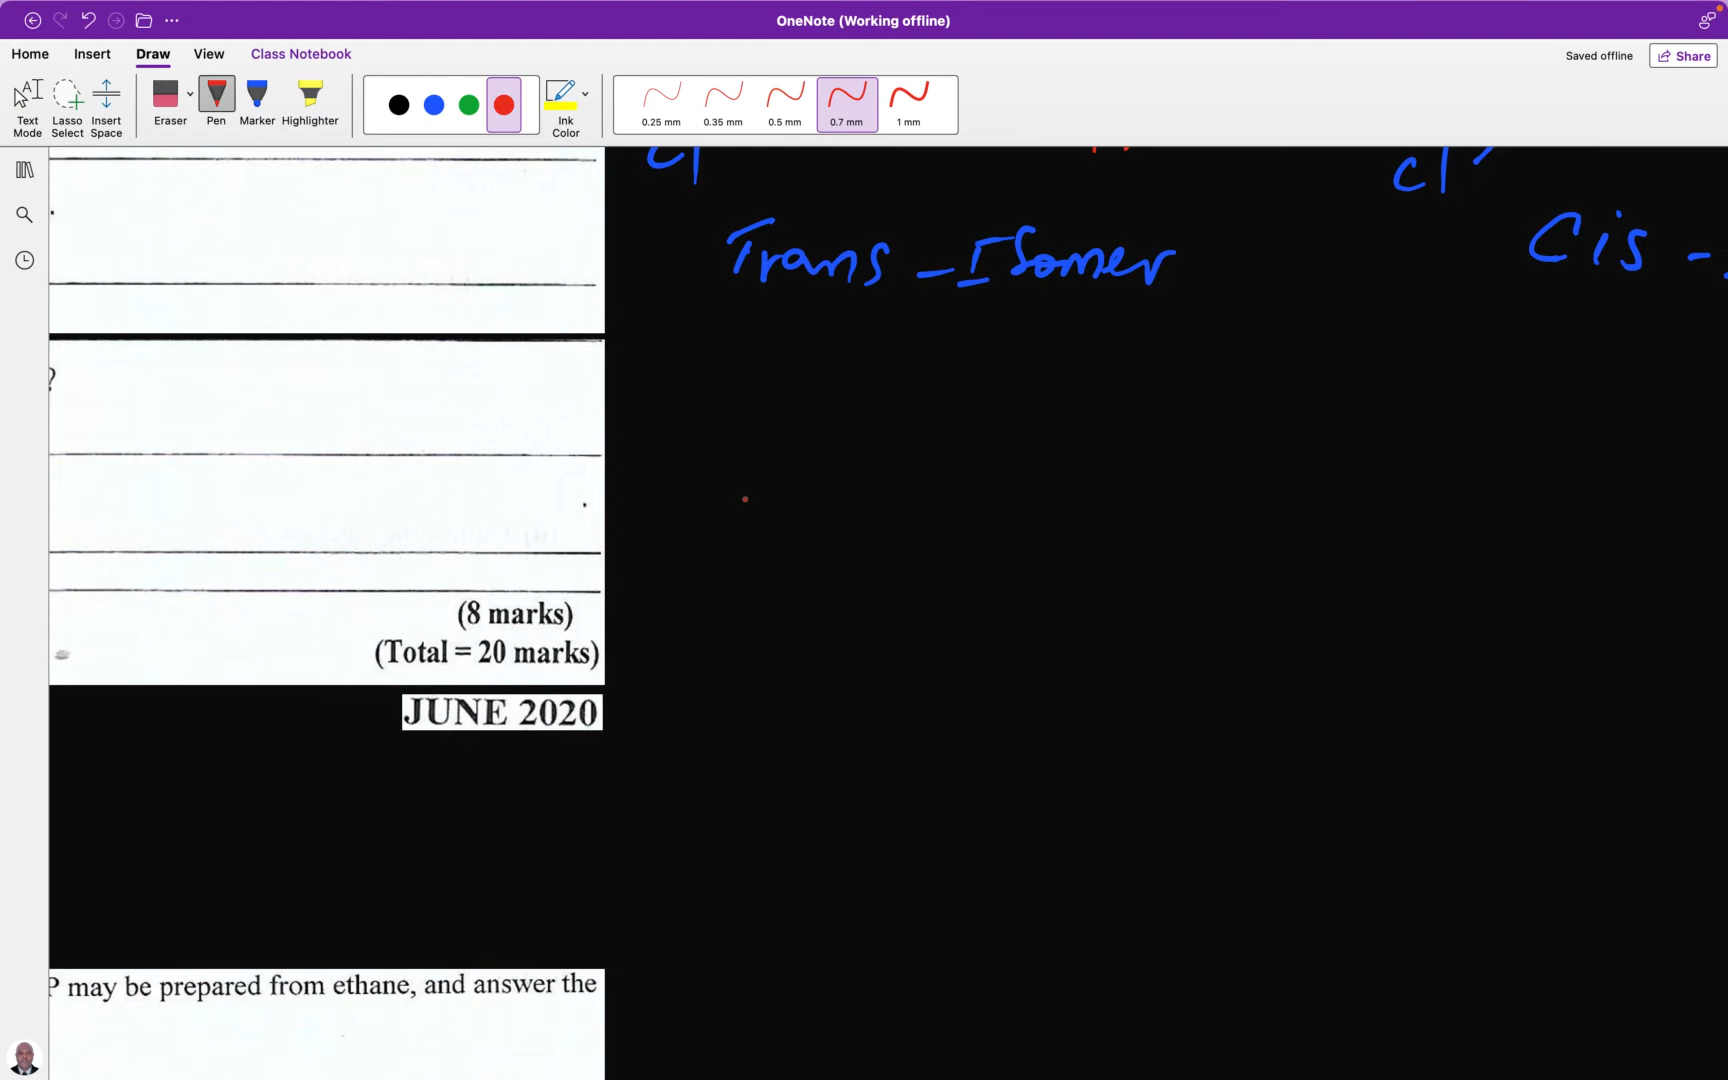 OneNote (Working offline)
Home Insert Draw View Class Notebook
Saved offline Share
Text Mode
Lasso Select
Insert Space
Eraser
Pen
Marker
Highlighter
Ink Color
0.25 mm
0.35 mm
0.5 mm
0.7 mm
1 mm
cl
cl
Trans - Isomer
Cis -
?
(8 marks)
(Total = 20 marks)
JUNE 2020
P may be prepared from ethane, and answer the